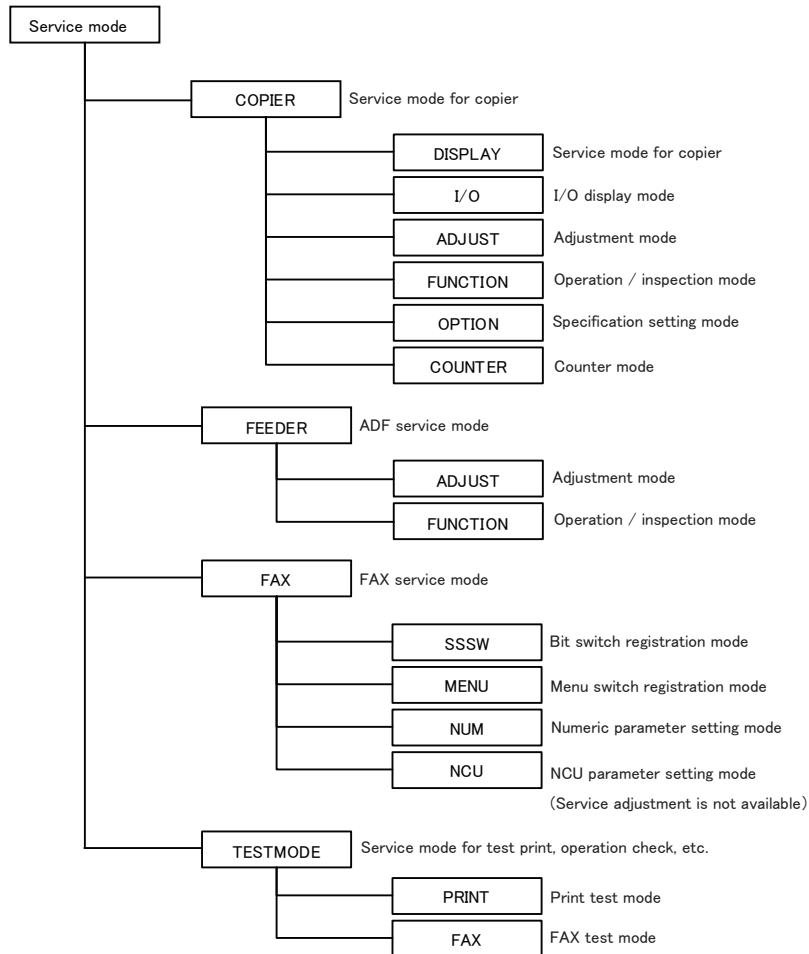 Service mode
COPIER Service mode for copier
DISPLAY Service mode for copier
I/O I/O display mode
ADJUST Adjustment mode
FUNCTION Operation / inspection mode
OPTION Specification setting mode
COUNTER Counter mode
FEEDER ADF service mode
ADJUST Adjustment mode
FUNCTION Operation / inspection mode
FAX FAX service mode
SSSW Bit switch registration mode
MENU Menu switch registration mode
NUM Numeric parameter setting mode
NCU NCU parameter setting mode
(Service adjustment is not available)
TESTMODE Service mode for test print, operation check, etc.
PRINT Print test mode
FAX FAX test mode